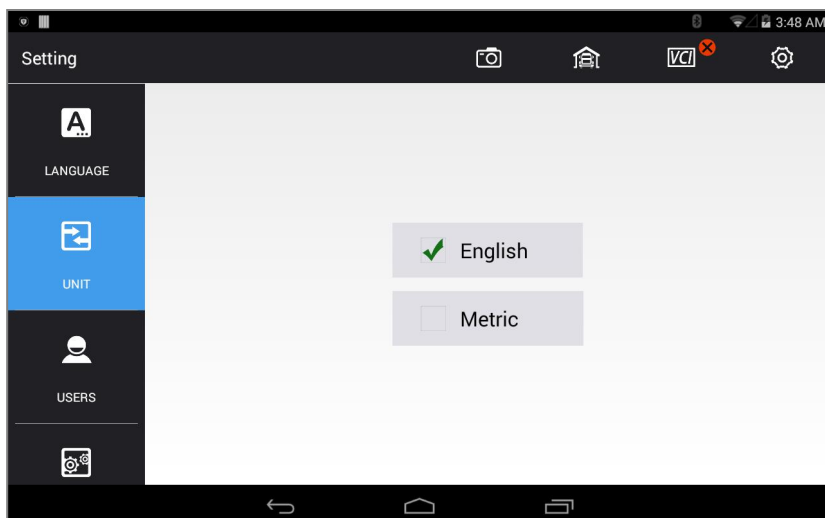 3:48 AM
Setting
VCI
A
LANGUAGE
UNIT
USERS
English
Metric